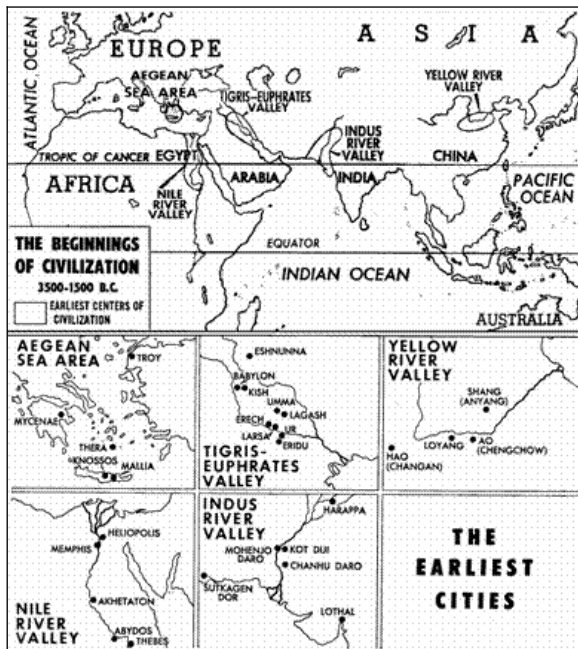 ATLANTIC OCEAN
EUROPE
ASIA
AEGEAN
SEA AREA
TIGRIS-EUPHRATES
VALLEY
YELLOW RIVER
VALLEY
INDUS
RIVER
VALLEY
TROPIC OF CANCER
EGYPT
CHINA
AFRICA
NILE
RIVER
VALLEY
ARABIA
INDIA
PACIFIC
OCEAN
EQUATOR
INDIAN OCEAN
AUSTRALIA
THE BEGINNINGS
OF CIVILIZATION
3500-1500 B.C.
EARLIEST CENTERS OF
CIVILIZATION
AEGEAN
SEA AREA
TROY
MYCENAE
THERA
KNOSSOS
MALLIA
ESHNUNNA
BABYLON
KISH
UMMA
LAGASH
ERECH
UR
LARSA
ERIDU
TIGRIS-
EUPHRATES
VALLEY
YELLOW
RIVER
VALLEY
SHANG
(ANYANG)
LOYANG
AO
(CHENGCHOW)
HAO
(CHANGAN)
HELIOPOLIS
MEMPHIS
AKHETATON
ABYDOS
THEBES
NILE
RIVER
VALLEY
INDUS
RIVER
VALLEY
HARAPPA
MOHENJO
DARO
KOT DIJI
CHANHU DARO
SUTKAGEN
DOR
LOTHAL
THE
EARLIEST
CITIES